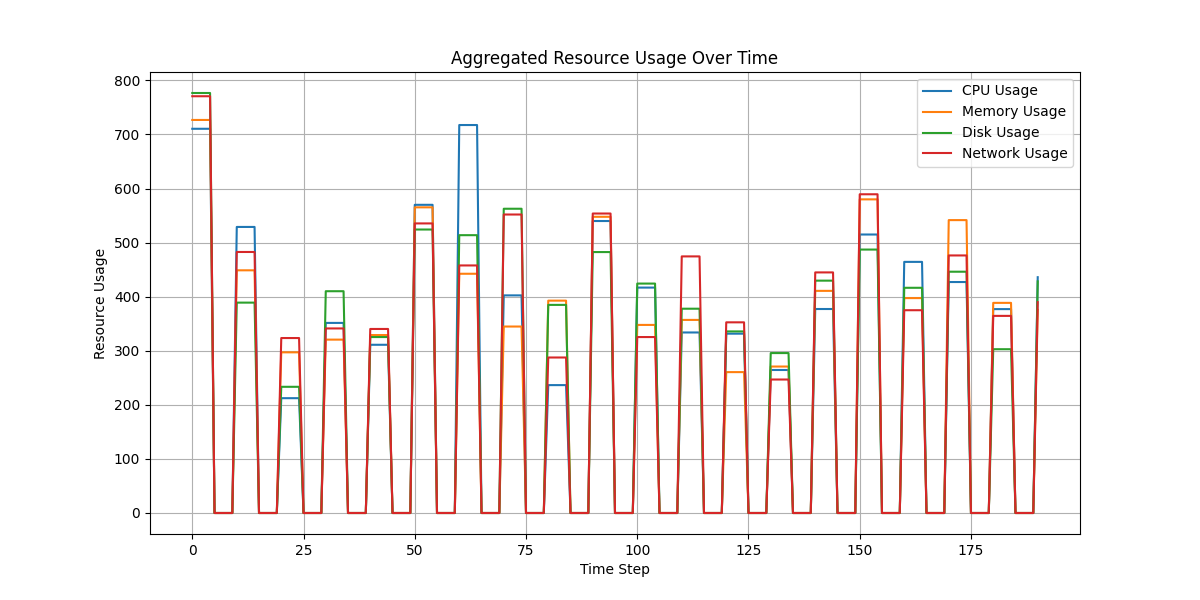 Aggregated Resource Usage Over Time
800
700
600
500
400
300
200
100
0
Resource Usage
CPU Usage
Memory Usage
Disk Usage
Network Usage
0 25 50 75 100 125 150 175
Time Step